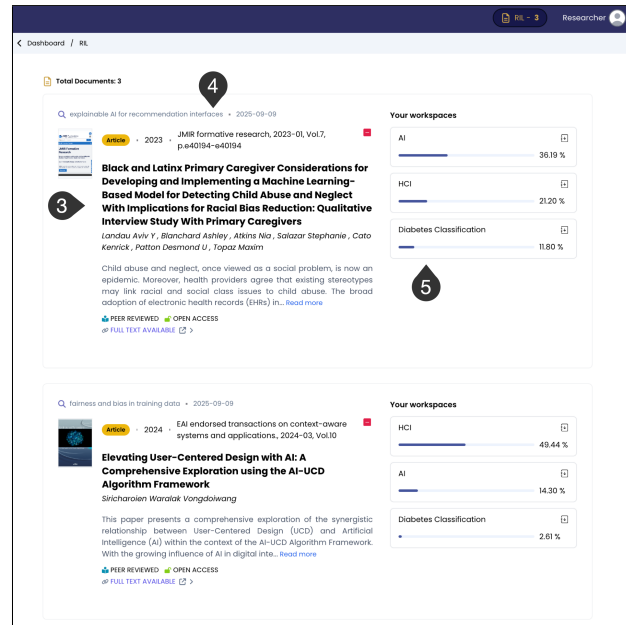 RIL - 3
Researcher
Dashboard / RIL
Total Documents: 3
4
explainable AI for recommendation interfaces • 2025-09-09
Article • 2023 • JMIR formative research, 2023-01, Vol.7,
p.e40194-e40194
3
Black and Latinx Primary Caregiver Considerations for
Developing and Implementing a Machine Learning-
Based Model for Detecting Child Abuse and Neglect
With Implications for Racial Bias Reduction: Qualitative
Interview Study With Primary Caregivers
Landau Aviv Y , Blanchard Ashley , Atkins Nia , Salazar Stephanie , Cato
Kenrick , Patton Desmond U , Topaz Maxim
Child abuse and neglect, once viewed as a social problem, is now an
epidemic. Moreover, health providers agree that existing stereotypes
may link racial and social class issues to child abuse. The broad
adoption of electronic health records (EHRs) in... Read more
PEER REVIEWED OPEN ACCESS
FULL TEXT AVAILABLE >
Your workspaces
AI
36.19 %
HCI
21.20 %
Diabetes Classification
11.80 %
5
fairness and bias in training data • 2025-09-09
Article • 2024 • EAI endorsed transactions on context-aware
systems and applications., 2024-03, Vol.10
Elevating User-Centered Design with AI: A
Comprehensive Exploration using the AI-UCD
Algorithm Framework
Siricharoien Waralak Vongdoiwang
This paper presents a comprehensive exploration of the synergistic
relationship between User-Centered Design (UCD) and Artificial
Intelligence (AI) within the context of the AI-UCD Algorithm Framework.
With the growing influence of AI in digital inte... Read more
PEER REVIEWED OPEN ACCESS
FULL TEXT AVAILABLE >
Your workspaces
HCI
49.44 %
AI
14.30 %
Diabetes Classification
2.61 %